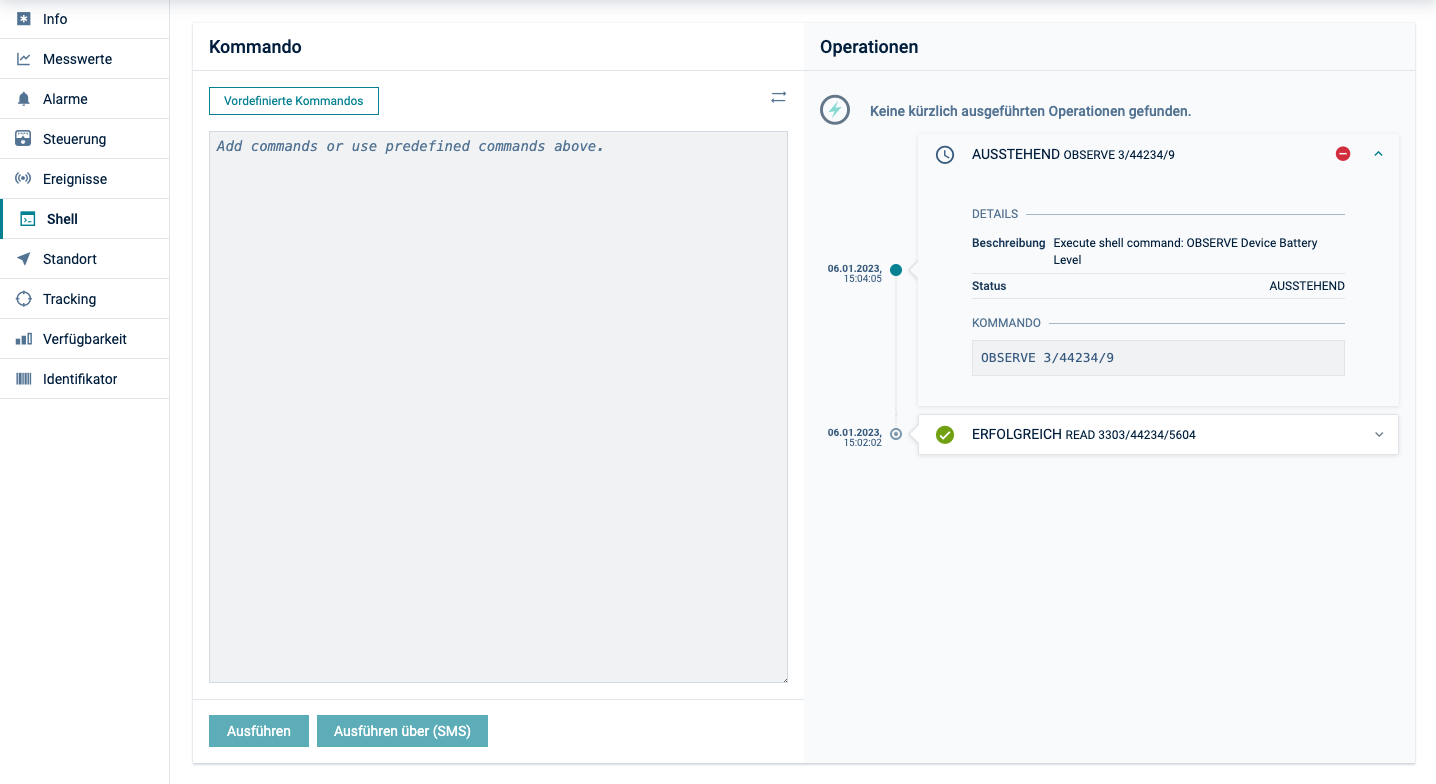 Info
Messwerte
Alarme
Steuerung
Ereignisse
Shell
Standort
Tracking
Verfügbarkeit
Identifikator
Kommando
Vordefinierte Kommandos
Add commands or use predefined commands above.
Ausführen
Ausführen über (SMS)
Operationen
Keine kürzlich ausgeführten Operationen gefunden.
06.01.2023,
15:04:05
AUSSTEHEND OBSERVE 3/44234/9
DETAILS
Beschreibung Execute shell command: OBSERVE Device Battery
Level
Status AUSSTEHEND
KOMMANDO
OBSERVE 3/44234/9
06.01.2023,
15:02:02
ERFOLGREICH READ 3303/44234/5604